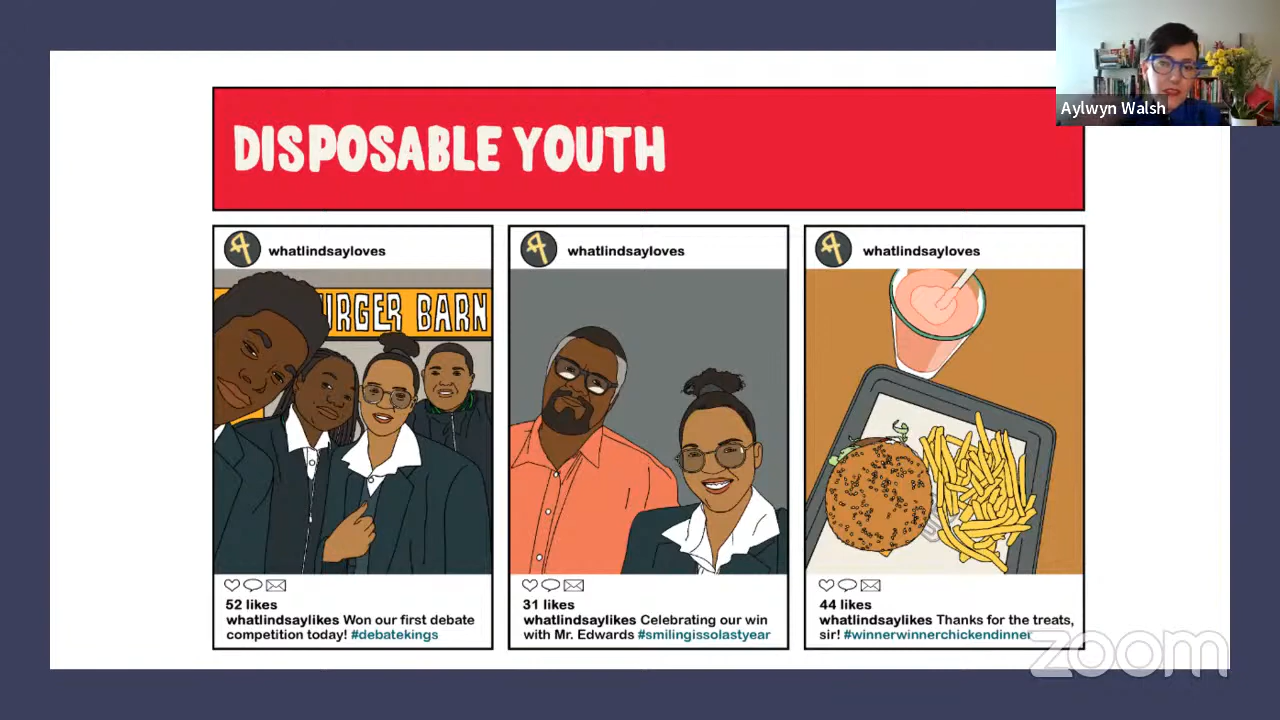 Aylwyn Walsh
DISPOSABLE YOUTH
whatlindsayloves
URGER BARN
52 likes
whatlindsaylikes Won our first debate
competition today! #debatekings
whatlindsayloves
31 likes
whatlindsaylikes Celebrating our win
with Mr. Edwards #smilingissolastyear
whatlindsayloves
44 likes
whatlindsaylikes Thanks for the treats,
sir! #winnerwinnerchickendinner
zoom